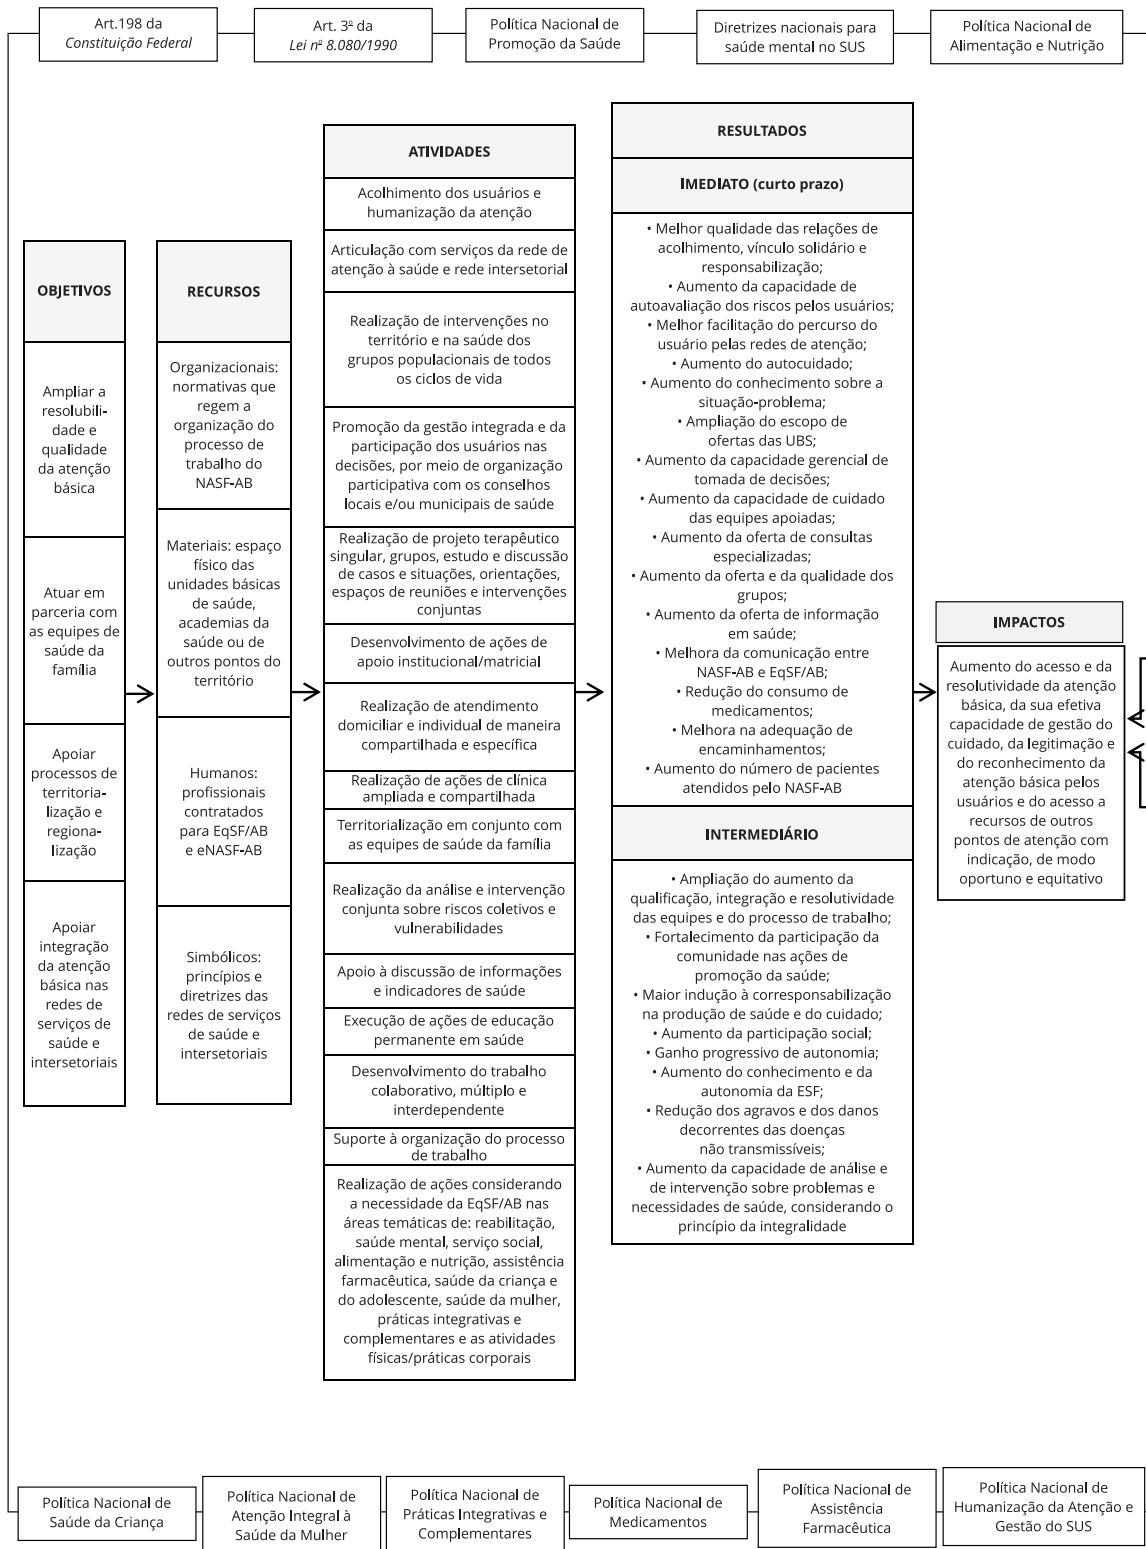 Art.198 da
Constituição Federal
Art. 3º da
Lei nº 8.080/1990
Política Nacional de
Promoção da Saúde
Diretrizes nacionais para
saúde mental no SUS
Política Nacional de
Alimentação e Nutrição
OBJETIVOS
Ampliar a
resolubili-
dade e
qualidade
da atenção
básica
Atuar em
parceria com
as equipes de
saúde da
família
Apoiar
processos de
territoria-
lização e
regiona-
lização
Apoiar
integração
da atenção
básica nas
redes de
serviços de
saúde e
intersetoriais
RECURSOS
Organizacionais:
normativas que
regem a
organização do
processo de
trabalho do
NASF-AB
Materiais: espaço
físico das
unidades básicas
de saúde,
academias da
saúde ou de
outros pontos do
território
Humanos:
profissionais
contratados
para EqSF/AB
e eNASF-AB
Simbólicos:
princípios e
diretrizes das
redes de serviços
de saúde e
intersetoriais
ATIVIDADES
Acolhimento dos usuários e
humanização da atenção
Articulação com serviços da rede de
atenção à saúde e rede intersetorial
Realização de intervenções no
território e na saúde dos
grupos populacionais de todos
os ciclos de vida
Promoção da gestão integrada e da
participação dos usuários nas
decisões, por meio de organização
participativa com os conselhos
locais e/ou municipais de saúde
Realização de projeto terapêutico
singular, grupos, estudo e discussão
de casos e situações, orientações,
espaços de reuniões e intervenções
conjuntas
Desenvolvimento de ações de
apoio institucional/matricial
Realização de atendimento
domiciliar e individual de maneira
compartilhada e específica
Realização de ações de clínica
ampliada e compartilhada
Territorialização em conjunto com
as equipes de saúde da família
Realização da análise e intervenção
conjunta sobre riscos coletivos e
vulnerabilidades
Apoio à discussão de informações
e indicadores de saúde
Execução de ações de educação
permanente em saúde
Desenvolvimento do trabalho
colaborativo, múltiplo e
interdependente
Suporte à organização do processo
de trabalho
Realização de ações considerando
a necessidade da EqSF/AB nas
áreas temáticas de: reabilitação,
saúde mental, serviço social,
alimentação e nutrição, assistência
farmacêutica, saúde da criança e
do adolescente, saúde da mulher,
práticas integrativas e
complementares e as atividades
físicas/práticas corporais
RESULTADOS
IMEDIATO (curto prazo)
• Melhor qualidade das relações de
acolhimento, vínculo solidário e
responsabilização;
• Aumento da capacidade de
autoavaliação dos riscos pelos usuários;
• Melhor facilitação do percurso do
usuário pelas redes de atenção;
• Aumento do autocuidado;
• Aumento do conhecimento sobre a
situação-problema;
• Ampliação do escopo de
ofertas das UBS;
• Aumento da capacidade gerencial de
tomada de decisões;
• Aumento da capacidade de cuidado
das equipes apoiadas;
• Aumento da oferta de consultas
especializadas;
• Aumento da oferta e da qualidade dos
grupos;
• Aumento da oferta de informação
em saúde;
• Melhora da comunicação entre
NASF-AB e EqSF/AB;
• Redução do consumo de
medicamentos;
• Melhora na adequação de
encaminhamentos;
• Aumento do número de pacientes
atendidos pelo NASF-AB
INTERMEDIÁRIO
• Ampliação do aumento da
qualificação, integração e resolutividade
das equipes e do processo de trabalho;
• Fortalecimento da participação da
comunidade nas ações de
promoção da saúde;
• Maior indução à corresponsabilização
na produção de saúde e do cuidado;
• Aumento da participação social;
• Ganho progressivo de autonomia;
• Aumento do conhecimento e da
autonomia da ESF;
• Redução dos agravos e dos danos
decorrentes das doenças
não transmissíveis;
• Aumento da capacidade de análise e
de intervenção sobre problemas e
necessidades de saúde, considerando o
princípio da integralidade
IMPACTOS
Aumento do acesso e da
resolutividade da atenção
básica, da sua efetiva
capacidade de gestão do
cuidado, da legitimação e
do reconhecimento da
atenção básica pelos
usuários e do acesso a
recursos de outros
pontos de atenção com
indicação, de modo
oportuno e equitativo
Política Nacional de
Saúde da Criança
Política Nacional de
Atenção Integral à
Saúde da Mulher
Política Nacional de
Práticas Integrativas e
Complementares
Política Nacional de
Medicamentos
Política Nacional de
Assistência
Farmacêutica
Política Nacional de
Humanização da Atenção e
Gestão do SUS